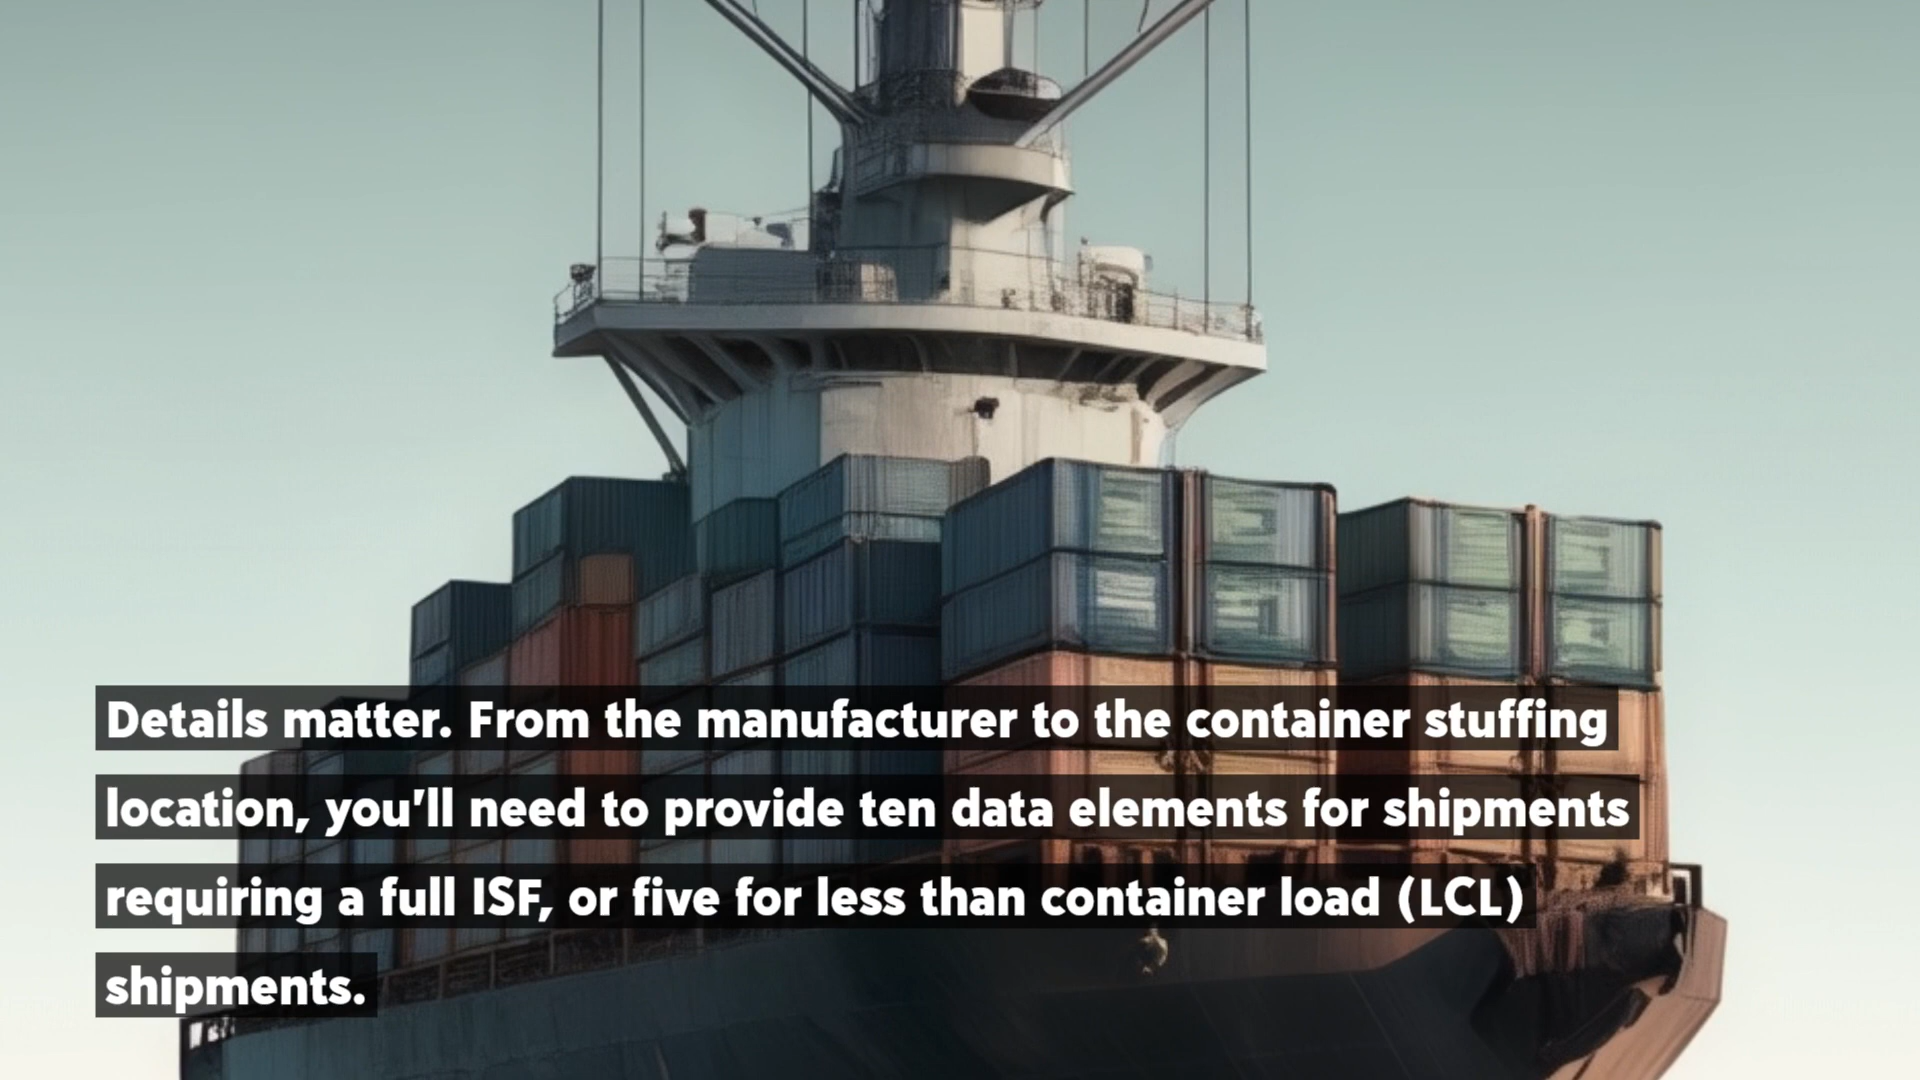 Details matter. From the manufacturer to the container stuffing
location, you'll need to provide ten data elements for shipments
requiring a full ISF, or five for less than container load (LCL)
shipments.